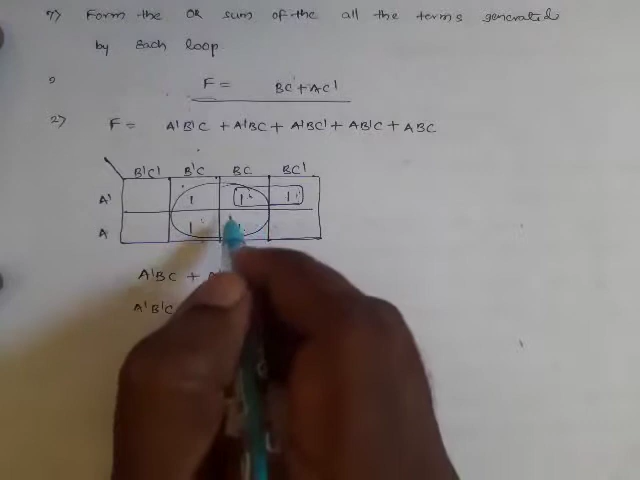 7) Form the OR sum of the all the terms generated
by Each loop
F = BC' + AC'
2) F = A'B'C + A'BC + A'BC' + AB'C + ABC
B'C' B'C BC BC'
A' 1 1 1
A 1 1
A'BC +
A'B'C